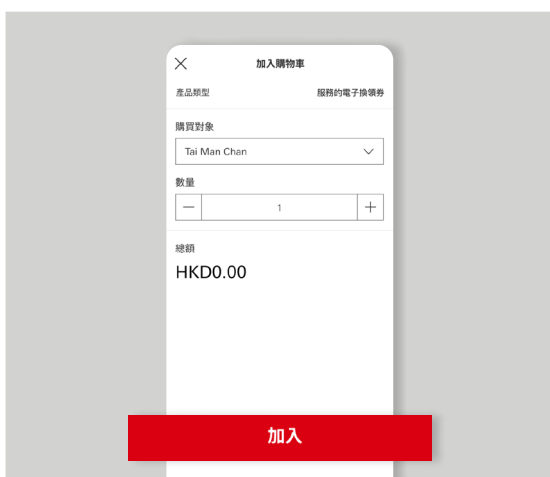 加入購物車
產品類型 服務的電子換領券
購買對象
Tai Man Chan
數量
1
總額
HKD0.00
加入